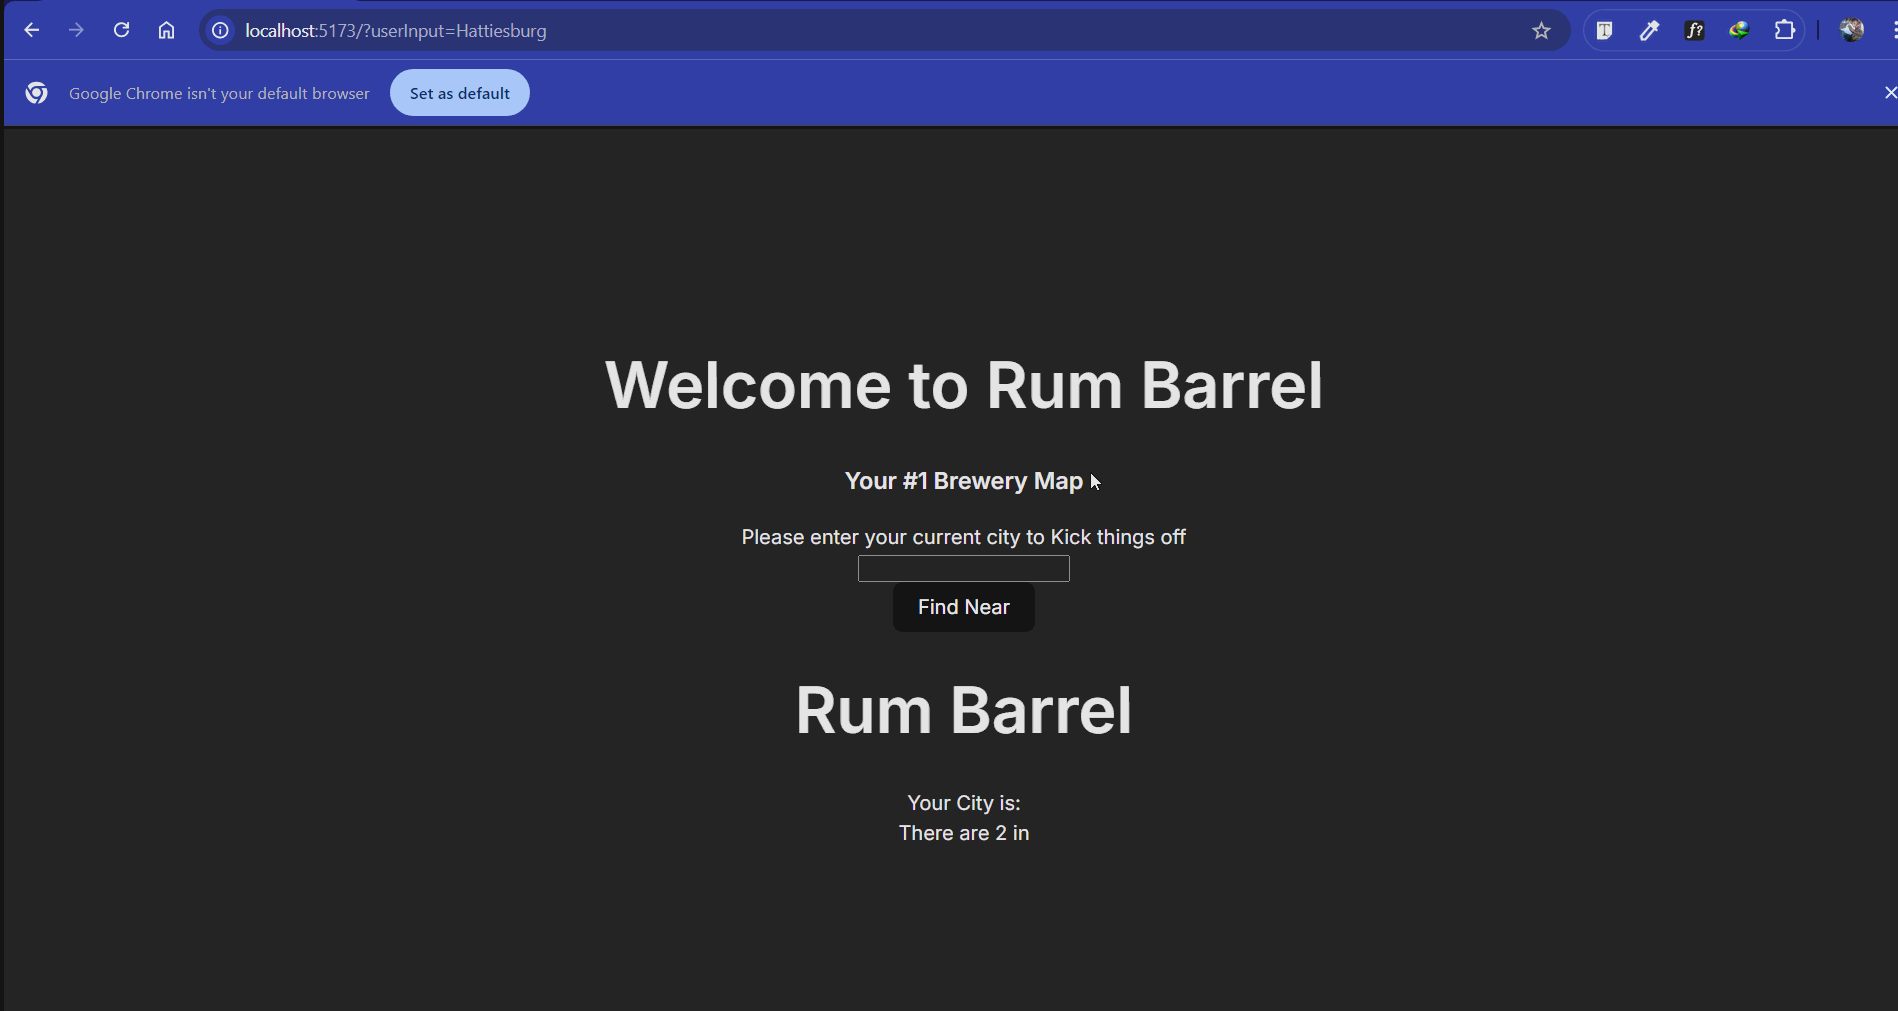 localhost:5173/?userInput=Hattiesburg
f?
Google Chrome isn't your default browser
Set as default
Welcome to Rum Barrel
Your #1 Brewery Map
Please enter your current city to Kick things off
Find Near
Rum Barrel
Your City is:
There are 2 in